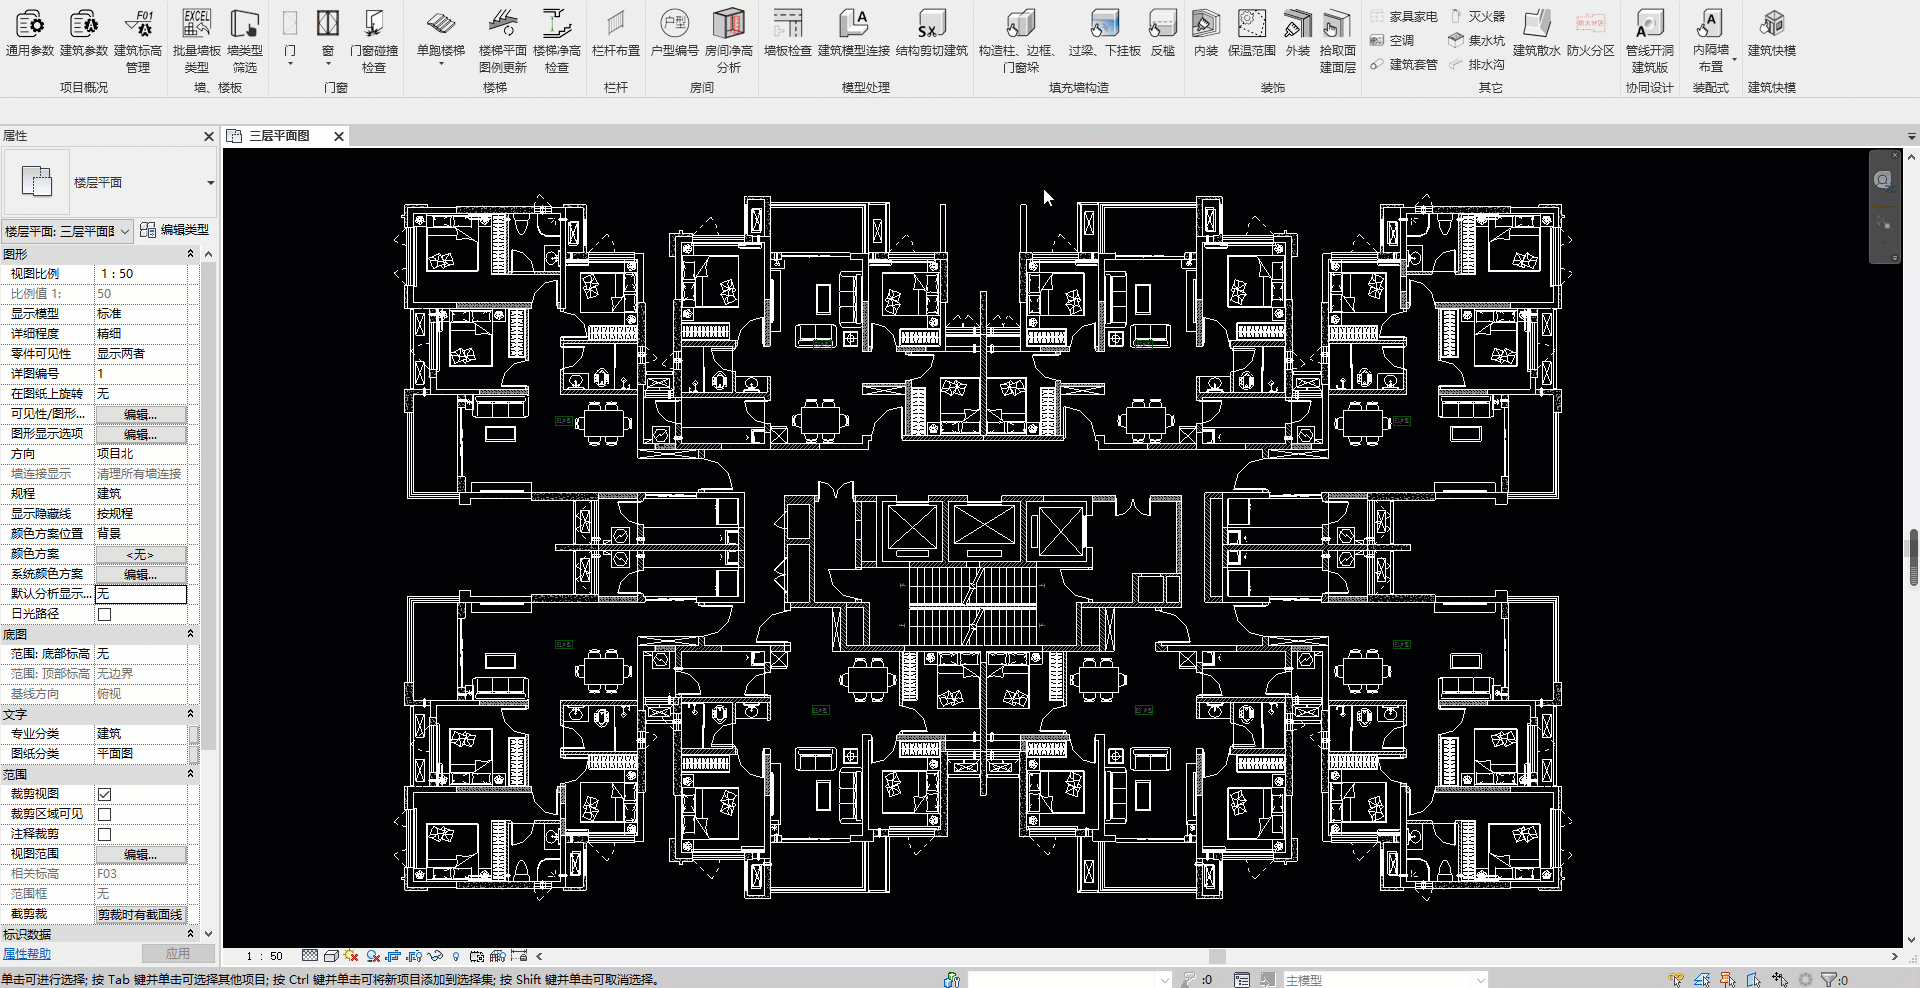 通用参数 建筑参数 建筑标高管理 批量墙板类型 墙类型筛选 门 窗 门窗碰撞检查 单跑楼梯 楼梯平面图例更新 楼梯净高检查 栏杆布置 户型编号 房间净高分析 墙板检查 建筑模型连接 结构剪切建筑 构造柱、边框、门窗垛 过梁、下挂板 反槛 内装 保温范围 外装 拾取面建面层 家具家电 灭火器 空调 集水坑 建筑套管 排水沟 建筑散水 防火分区 管线开洞建筑版 内隔墙布置 建筑快模
项目概况 墙、楼板 门窗 楼梯 栏杆 房间 模型处理 填充墙构造 装饰 其它 协同设计 装配式 建筑快模
属性
三层平面图
楼层平面
楼层平面: 三层平面图 编辑类型
图形
视图比例 1 : 50
比例值 1: 50
显示模型 标准
详细程度 精细
零件可见性 显示两者
详图编号 1
在图纸上旋转 无
可见性/图形... 编辑...
图形显示选项 编辑...
方向 项目北
墙连接显示 清理所有墙连接
规程 建筑
显示隐藏线 按规程
颜色方案位置 背景
颜色方案 <无>
系统颜色方案 编辑...
默认分析显示... 无
日光路径
底图
范围: 底部标高 无
范围: 顶部标高 无边界
基线方向 俯视
文字
专业分类 建筑
图纸分类 平面图
范围
裁剪视图
裁剪区域可见
注释裁剪
视图范围 编辑...
相关标高 F03
范围框 无
截剪裁 剪裁时有截面线
标识数据
属性帮助 应用
1 : 50
单击可进行选择; 按 Tab 键并单击可选择其他项目; 按 Ctrl 键并单击可将新项目添加到选择集; 按 Shift 键并单击可取消选择。
:0 主模型 :0